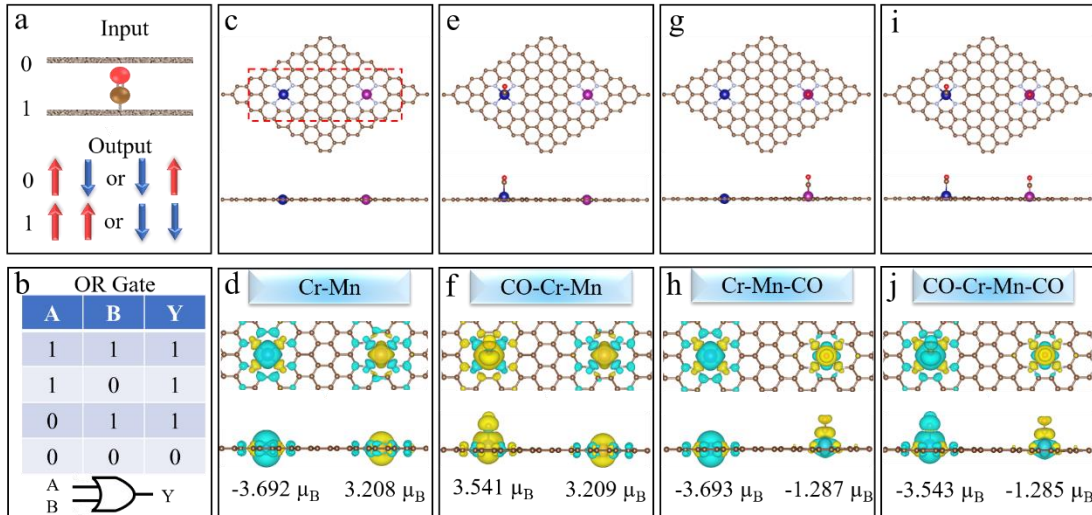 a
Input
0
1
Output
0
or
1
or
b
OR Gate
A B Y
1 1 1
1 0 1
0 1 1
0 0 0
A
B
Y
c
d
Cr-Mn
-3.692 μB 3.208 μB
e
f
CO-Cr-Mn
3.541 μB 3.209 μB
g
h
Cr-Mn-CO
-3.693 μB -1.287 μB
i
j
CO-Cr-Mn-CO
-3.543 μB -1.285 μB